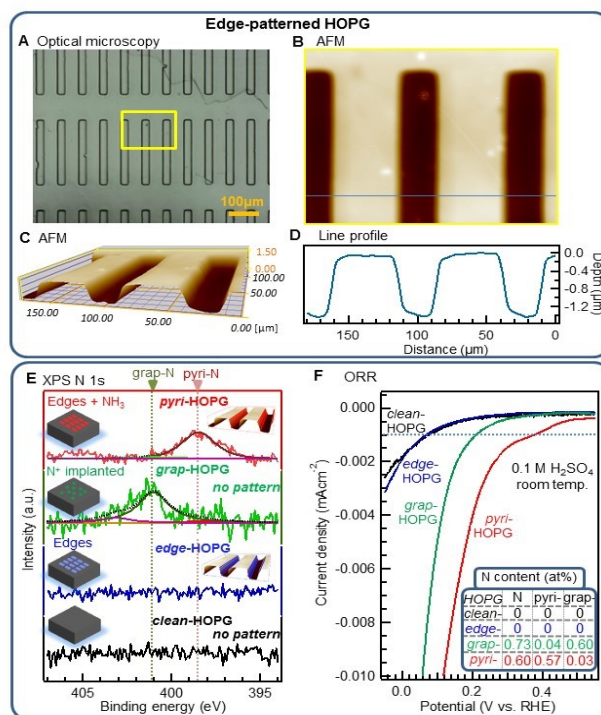 Edge-patterned HOPG
A Optical microscopy
100µm
B AFM
C AFM
1.50
0.00
100.00
50.00
150.00
100.00
50.00
0.00 [µm]
D Line profile
0.0
-0.4
-0.8
-1.2
Depth (µm)
150 100 50 0
Distance (µm)
E XPS N 1s
grap-N
pyri-N
Edges + NH3
pyri-HOPG
N+ implanted
grap-HOPG
no pattern
Edges
edge-HOPG
clean-HOPG
no pattern
Intensity (a.u.)
406 400 394
Binding energy (eV)
F ORR
0.000
-0.002
-0.004
-0.006
-0.008
-0.010
Current density (mAcm-2)
clean-
HOPG
edge-
HOPG
grap-
HOPG
pyri-
HOPG
0.1 M H2SO4
room temp.
N content (at%)
HOPG N pyri- grap-
clean- 0 0 0
edge- 0 0 0
grap- 0.73 0.04 0.60
pyri- 0.60 0.57 0.03
0.0 0.2 0.4
Potential (V vs. RHE)